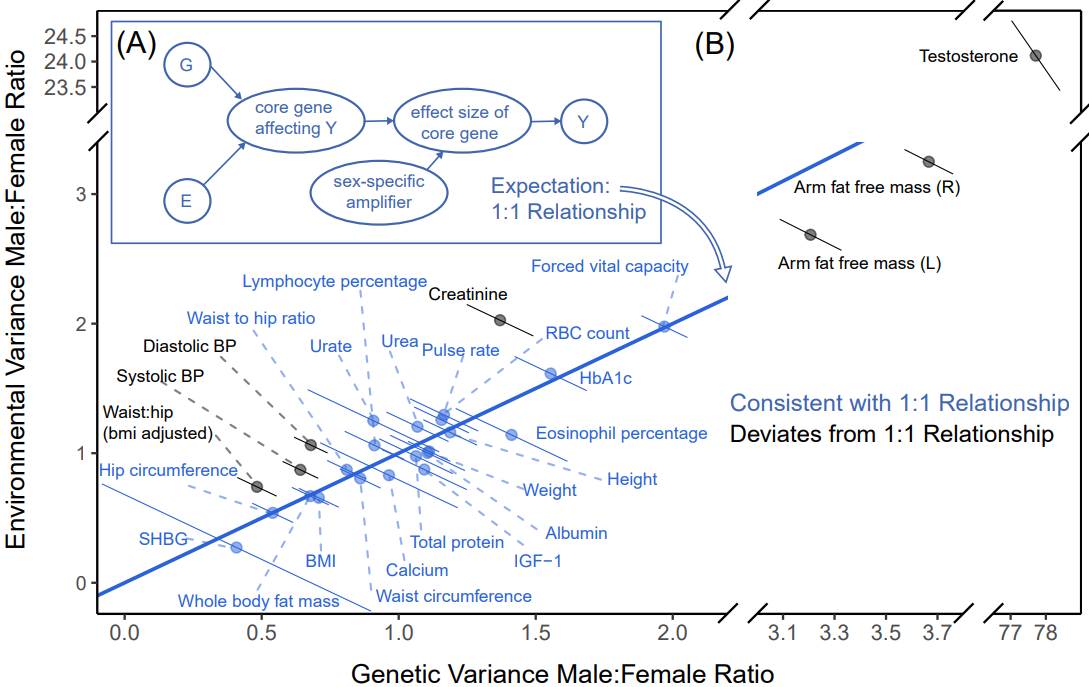 (A)
(B)
24.5
24.0
23.5
3
2
1
0
Environmental Variance Male:Female Ratio
G
E
core gene
affecting Y
effect size of
core gene
Y
sex-specific
amplifier
Expectation:
1:1 Relationship
Testosterone
Arm fat free mass (R)
Arm fat free mass (L)
Forced vital capacity
Lymphocyte percentage
Creatinine
Waist to hip ratio
Urate
Urea
Pulse rate
RBC count
Diastolic BP
Systolic BP
HbA1c
Waist:hip
(bmi adjusted)
Consistent with 1:1 Relationship
Deviates from 1:1 Relationship
Eosinophil percentage
Hip circumference
Height
Weight
SHBG
Albumin
Total protein
IGF−1
BMI
Calcium
Whole body fat mass
Waist circumference
0.0 0.5 1.0 1.5 2.0 3.1 3.3 3.5 3.7 77 78
Genetic Variance Male:Female Ratio